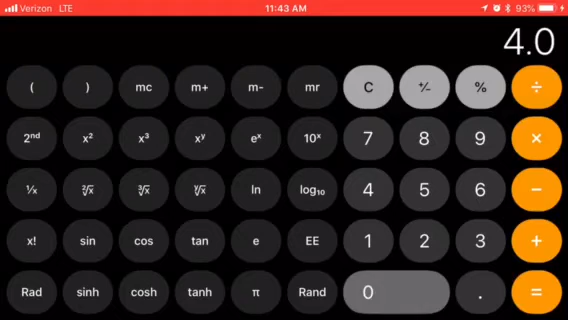 Verizon LTE 11:43 AM 93%
4.0
( ) mc m+ m- mr C +/- % ÷
2ⁿᵈ x² x³ xʸ eˣ 10ˣ 7 8 9 ×
¹/x ²√x ³√x ʸ√x ln log₁₀ 4 5 6 −
x! sin cos tan e EE 1 2 3 +
Rad sinh cosh tanh π Rand 0 . =